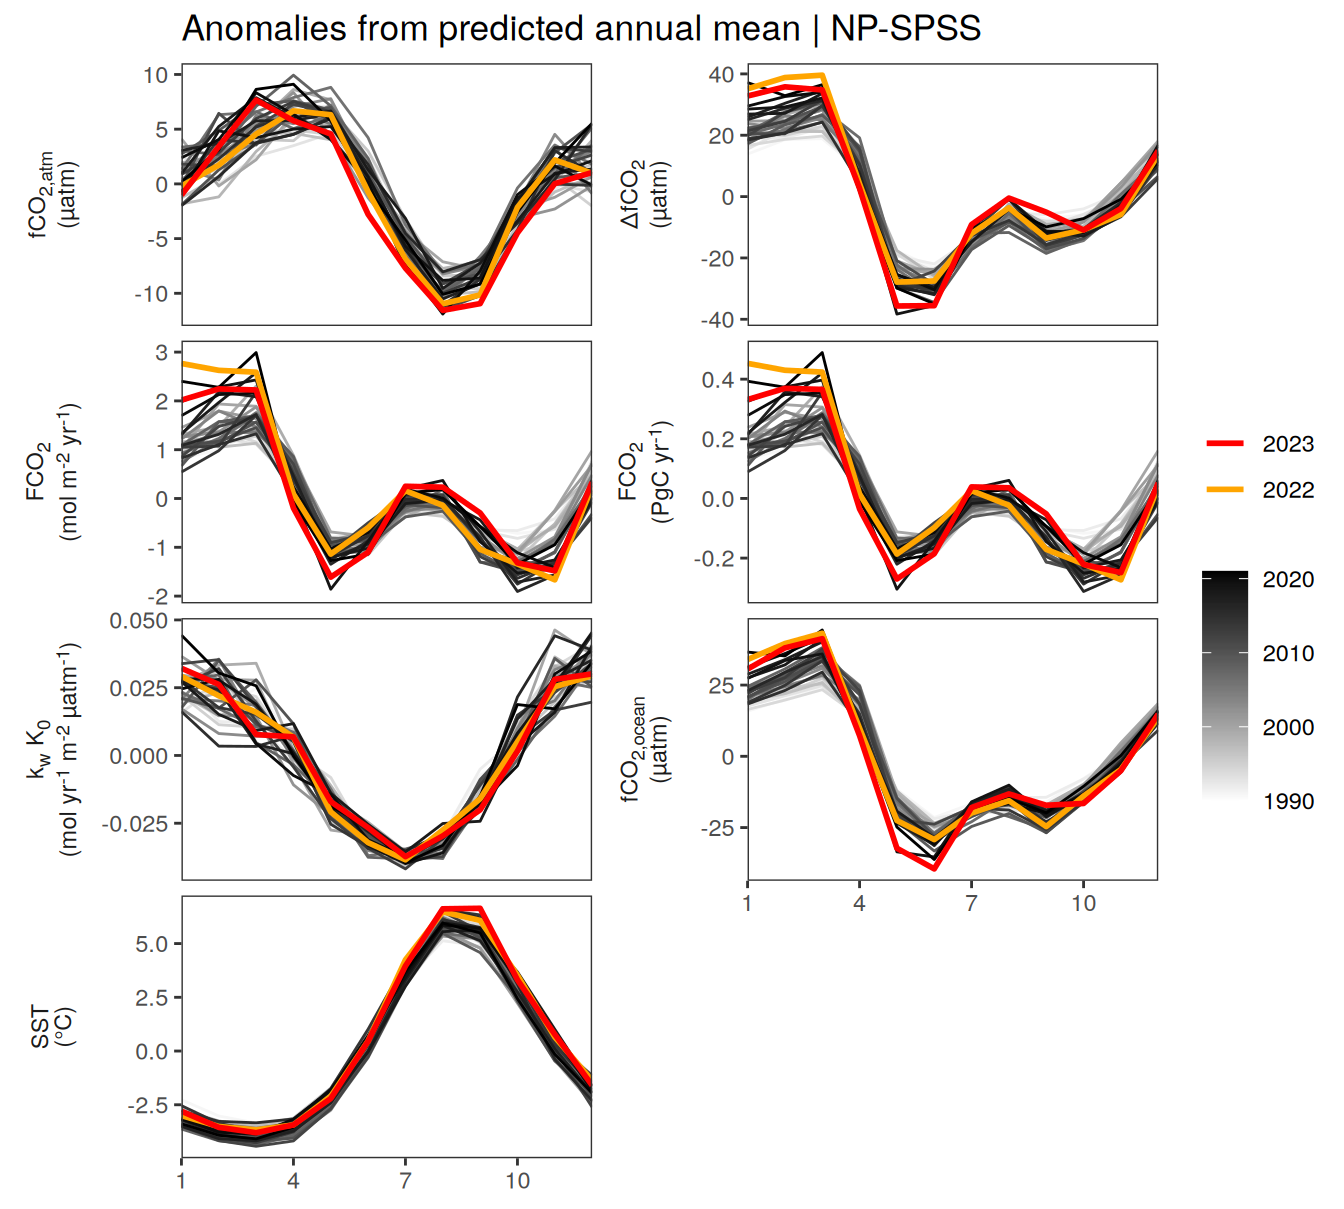 Anomalies from predicted annual mean | NP-SPSS
fCO2,atm
(µatm)
10
5
0
-5
-10
ΔfCO2
(µatm)
40
20
0
-20
-40
FCO2
(mol m-2 yr-1)
3
2
1
0
-1
-2
FCO2
(PgC yr-1)
0.4
0.2
0.0
-0.2
kw K0
(mol yr-1 m-2 µatm-1)
0.050
0.025
0.000
-0.025
fCO2,ocean
(µatm)
25
0
-25
1 4 7 10
SST
(°C)
5.0
2.5
0.0
-2.5
1 4 7 10
2023
2022
2020
2010
2000
1990